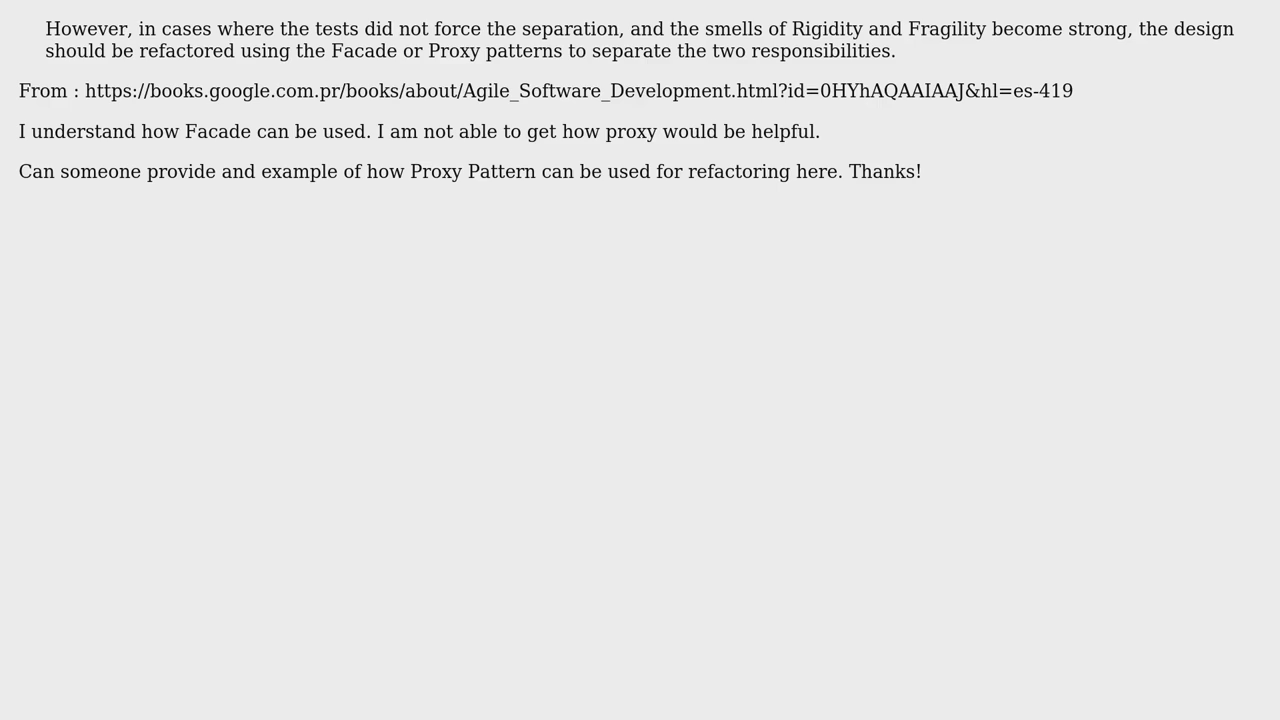 However, in cases where the tests did not force the separation, and the smells of Rigidity and Fragility become strong, the design
should be refactored using the Facade or Proxy patterns to separate the two responsibilities.
From : https://books.google.com.pr/books/about/Agile_Software_Development.html?id=0HYhAQAAIAAJ&hl=es-419
I understand how Facade can be used. I am not able to get how proxy would be helpful.
Can someone provide and example of how Proxy Pattern can be used for refactoring here. Thanks!